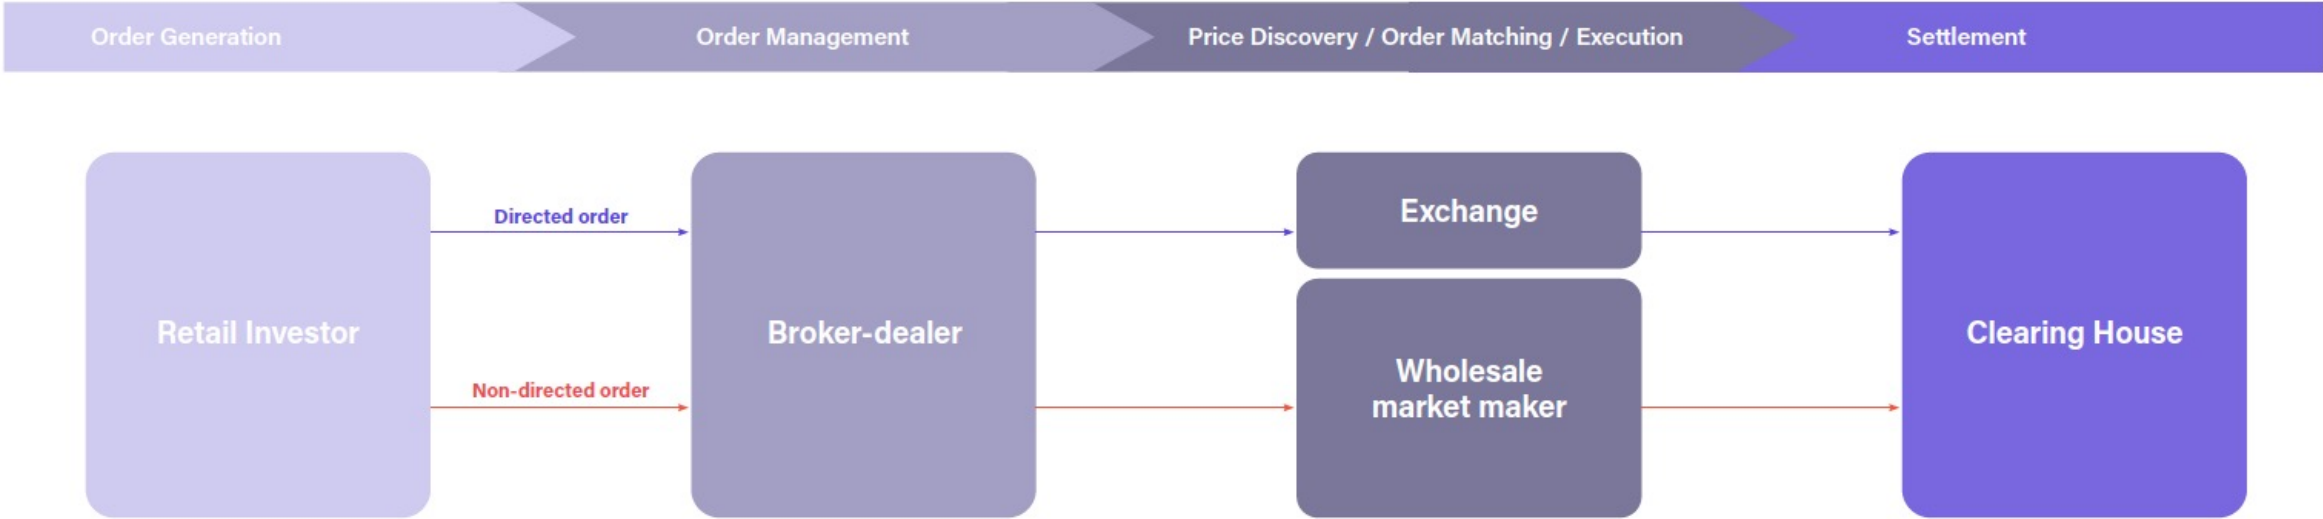 Order Generation
Order Management
Price Discovery / Order Matching / Execution
Settlement
Retail Investor
Directed order
Non-directed order
Broker-dealer
Exchange
Wholesale
market maker
Clearing House